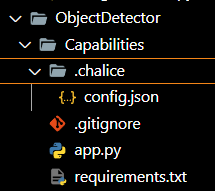 ObjectDetector
Capabilities
.chalice
{..} config.json
.gitignore
app.py
requirements.txt